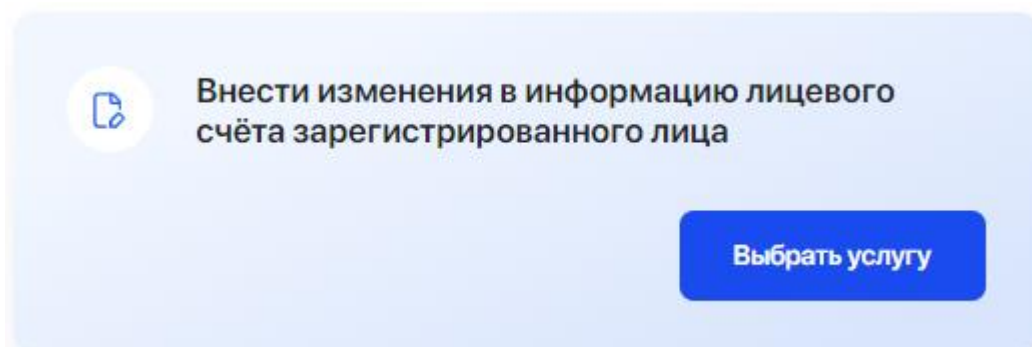 Внести изменения в информацию лицевого
счёта зарегистрированного лица
Выбрать услугу